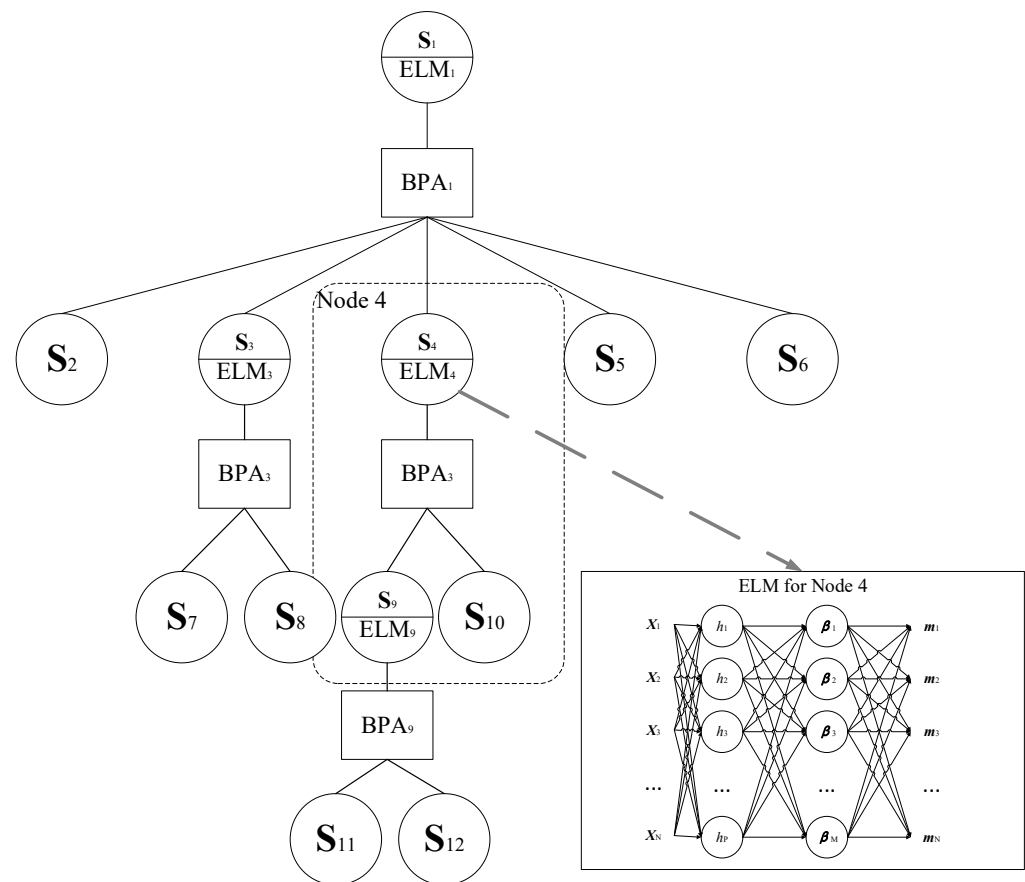 S1
ELM1
BPA1
Node 4
S2
S3
ELM3
S4
ELM4
S5
S6
BPA3
BPA3
S7
S8
S9
ELM9
S10
BPA9
S11
S12
ELM for Node 4
X1 h1 β1 m1
X2 h2 β2 m2
X3 h3 β3 m3
... ... ... ...
XN hP βM mN